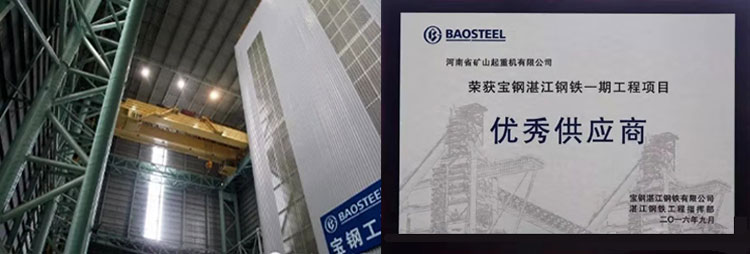 BAOSTEEL
宝钢工
BAOSTEEL
河南省矿山起重机有限公司
荣获宝钢湛江钢铁一期工程项目
优秀供应商
宝钢湛江钢铁有限公司
湛江钢铁工程指挥部
二〇一六年九月